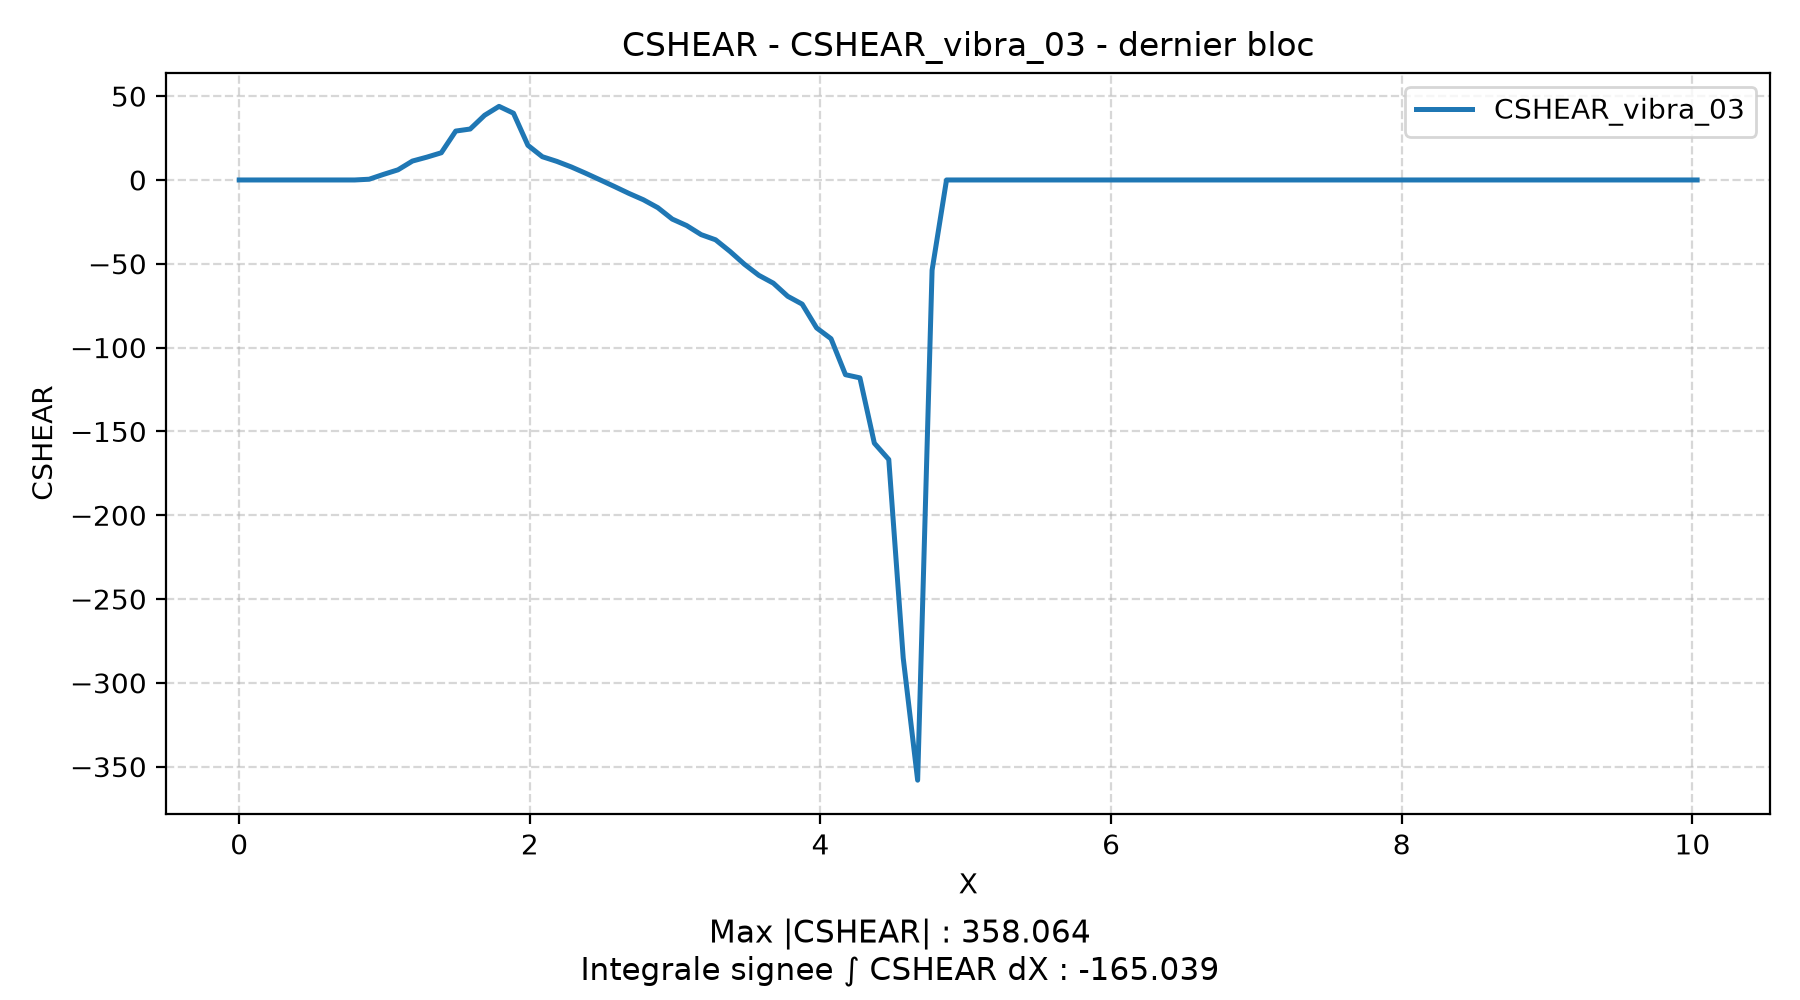 CSHEAR - CSHEAR_vibra_03 - dernier bloc
CSHEAR_vibra_03
50
0
−50
−100
−150
−200
−250
−300
−350
CSHEAR
0 2 4 6 8 10
X
Max |CSHEAR| : 358.064
Integrale signee ∫ CSHEAR dX : -165.039